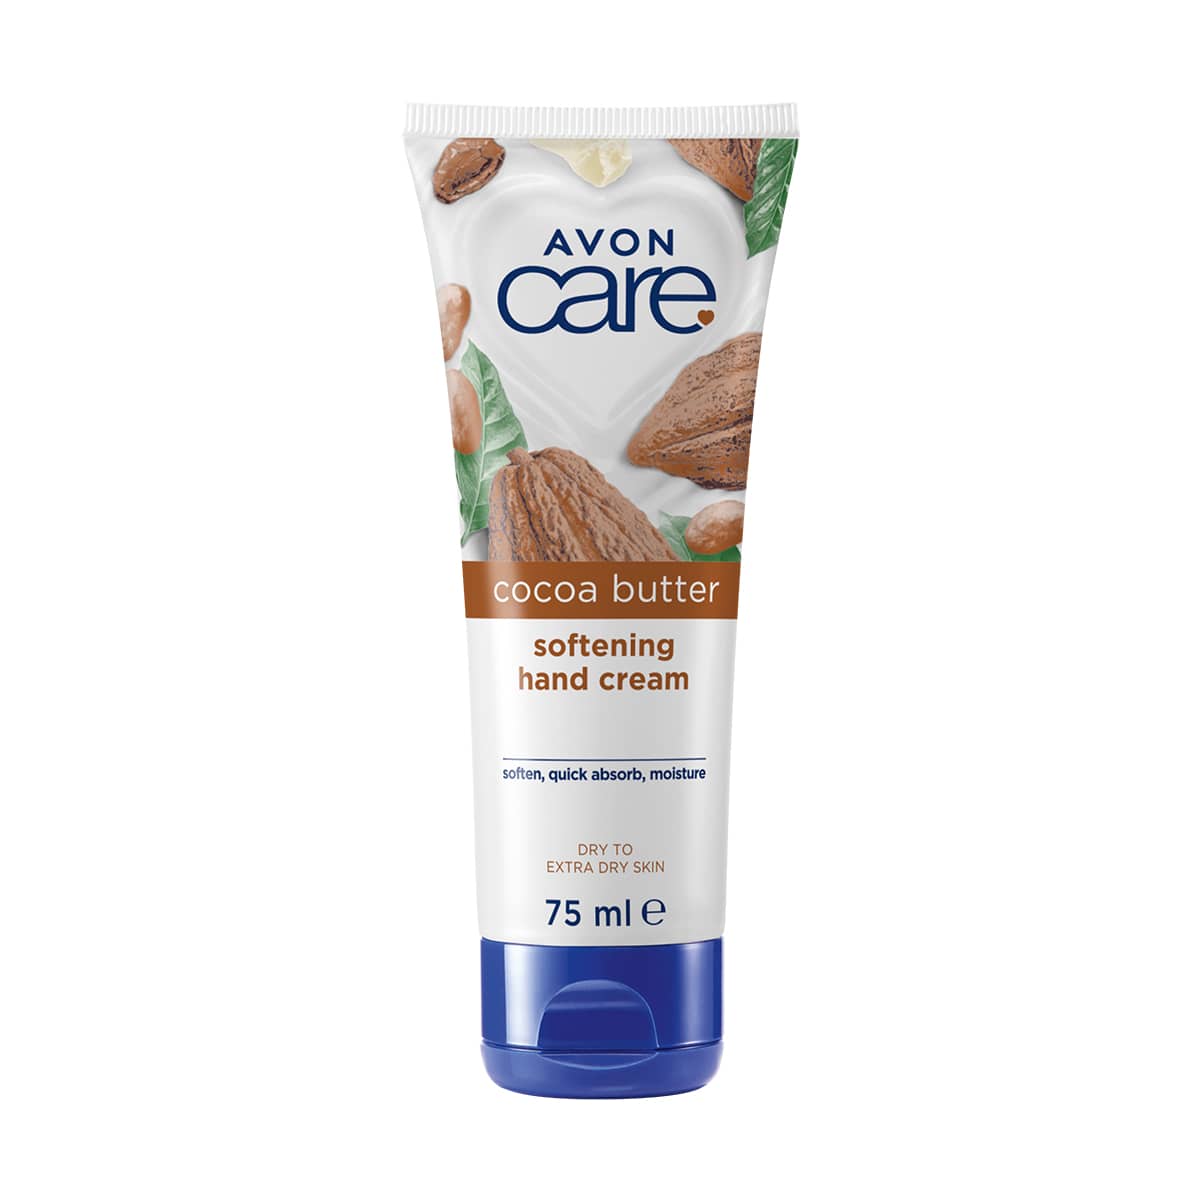 AVON
care
cocoa butter
softening
hand cream
soften, quick absorb, moisture
DRY TO
EXTRA DRY SKIN
75 ml ℮